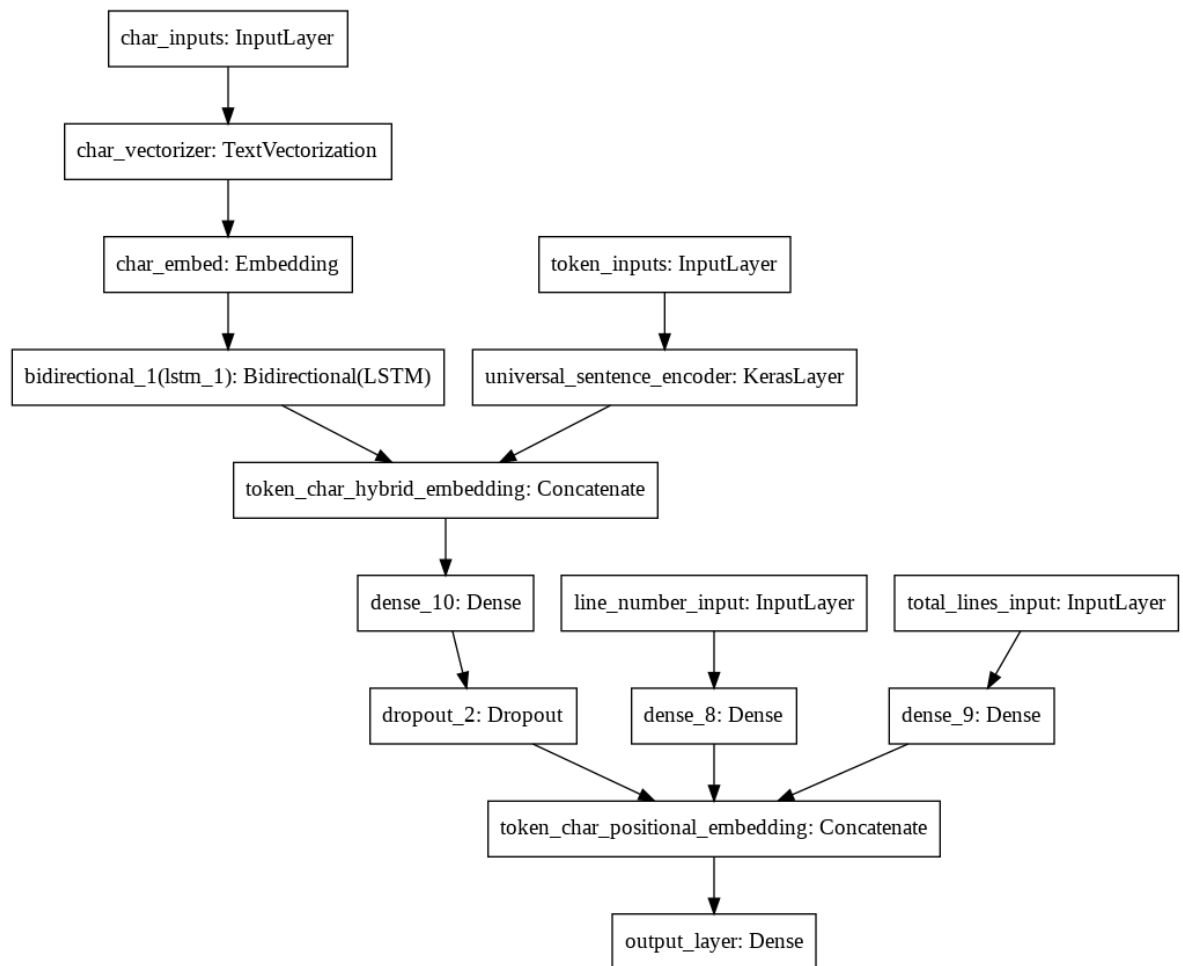 char_inputs: InputLayer
char_vectorizer: TextVectorization
char_embed: Embedding
token_inputs: InputLayer
bidirectional_1(lstm_1): Bidirectional(LSTM)
universal_sentence_encoder: KerasLayer
token_char_hybrid_embedding: Concatenate
dense_10: Dense
line_number_input: InputLayer
total_lines_input: InputLayer
dropout_2: Dropout
dense_8: Dense
dense_9: Dense
token_char_positional_embedding: Concatenate
output_layer: Dense